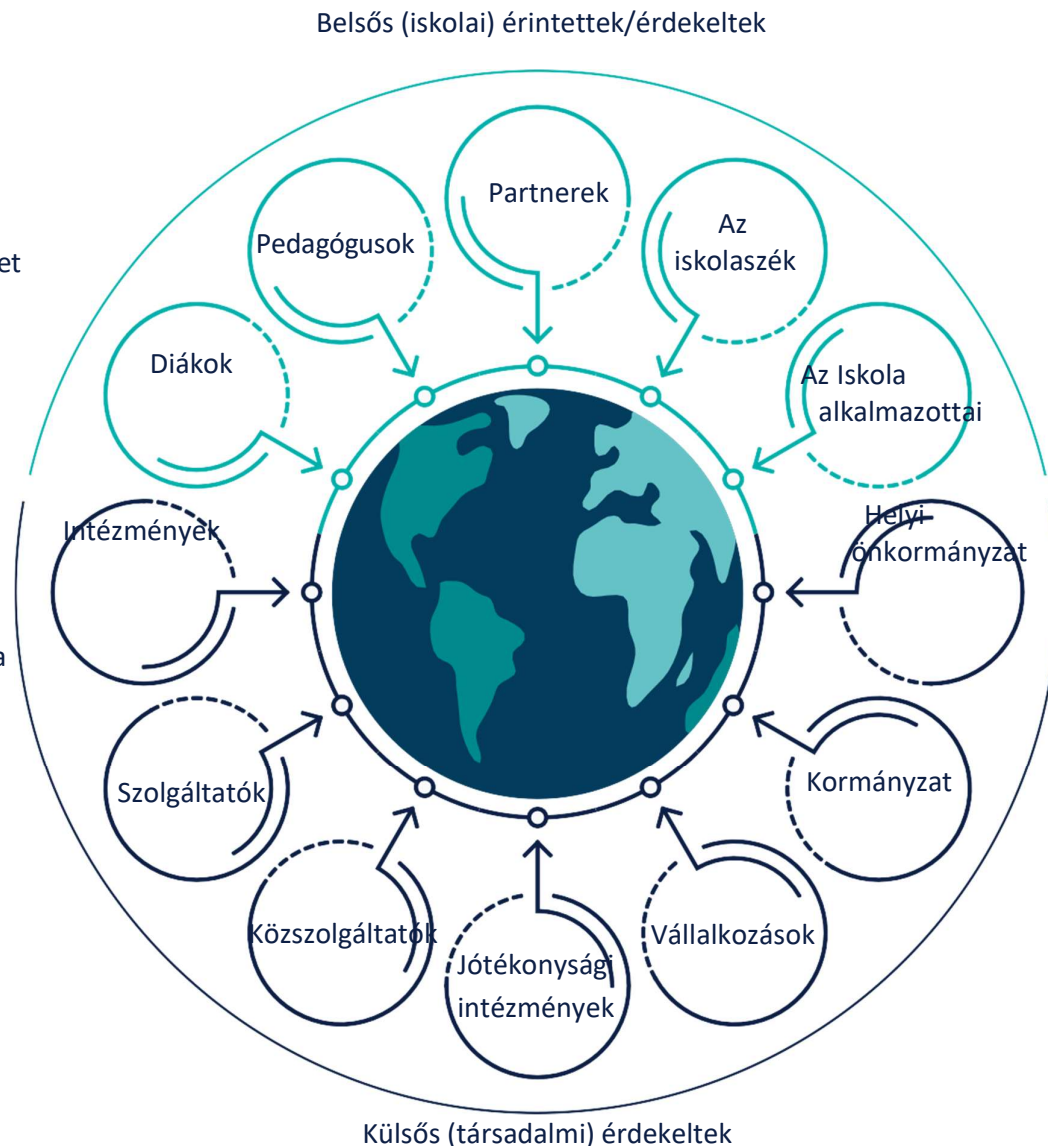 Belsős (iskolai) érintettek/érdekeltek
Partnerek
Pedagógusok
Az
iskolaszék
et
Diákok
Az Iskola
alkalmazottai
Intézmények
Helyi
önkormányzat
a
Szolgáltatók
Kormányzat
Közszolgáltatók
Jótékonysági
intézmények
Vállalkozások
Külsős (társadalmi) érdekeltek